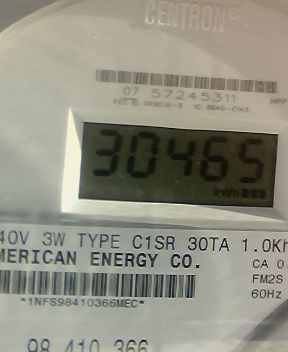 CENTRON®
07 57245311
30465
kWh
40V 3W TYPE C1SR 30TA 1.0Kh
MERICAN ENERGY CO.
CA 0
FM2S
60Hz
*1NFS98410366MEC*
98 410 366